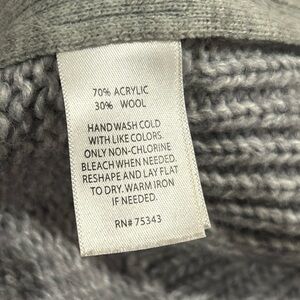 70% ACRYLIC
30% WOOL
HAND WASH COLD
WITH LIKE COLORS.
ONLY NON-CHLORINE
BLEACH WHEN NEEDED.
RESHAPE AND LAY FLAT
TO DRY. WARM IRON
IF NEEDED.
RN# 75343